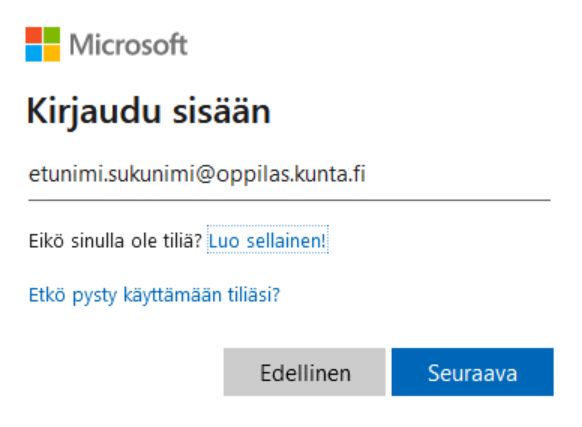 Microsoft
Kirjaudu sisään
etunimi.sukunimi@oppilas.kunta.fi
Eikö sinulla ole tiliä? Luo sellainen!
Etkö pysty käyttämään tiliäsi?
Edellinen Seuraava